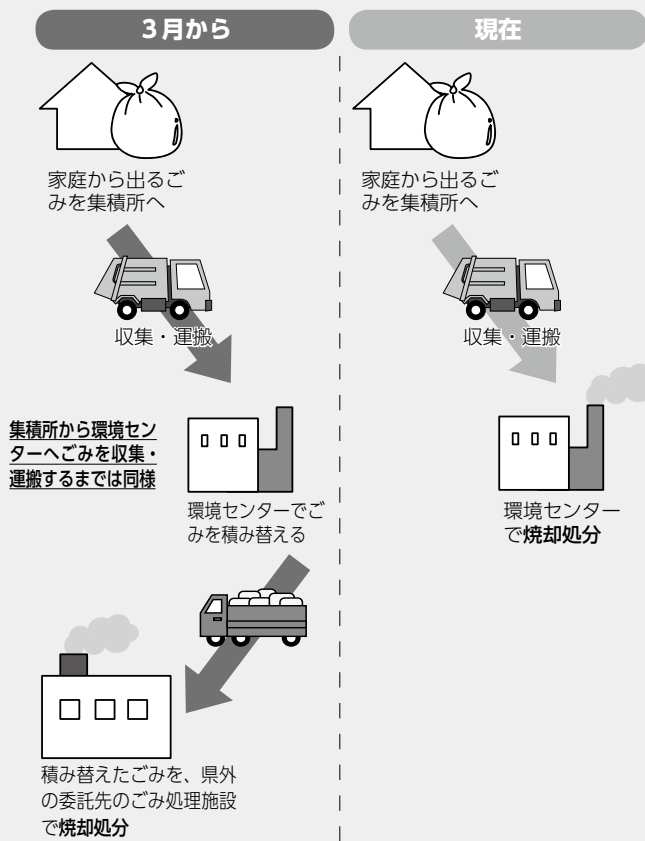 3月から
家庭から出るご
みを集積所へ
収集・運搬
集積所から環境セン
ターへごみを収集・
運搬するまでは同様
環境センターでご
みを積み替える
積み替えたごみを、県外
の委託先のごみ処理施設
で焼却処分
現在
家庭から出るご
みを集積所へ
収集・運搬
環境センター
で焼却処分